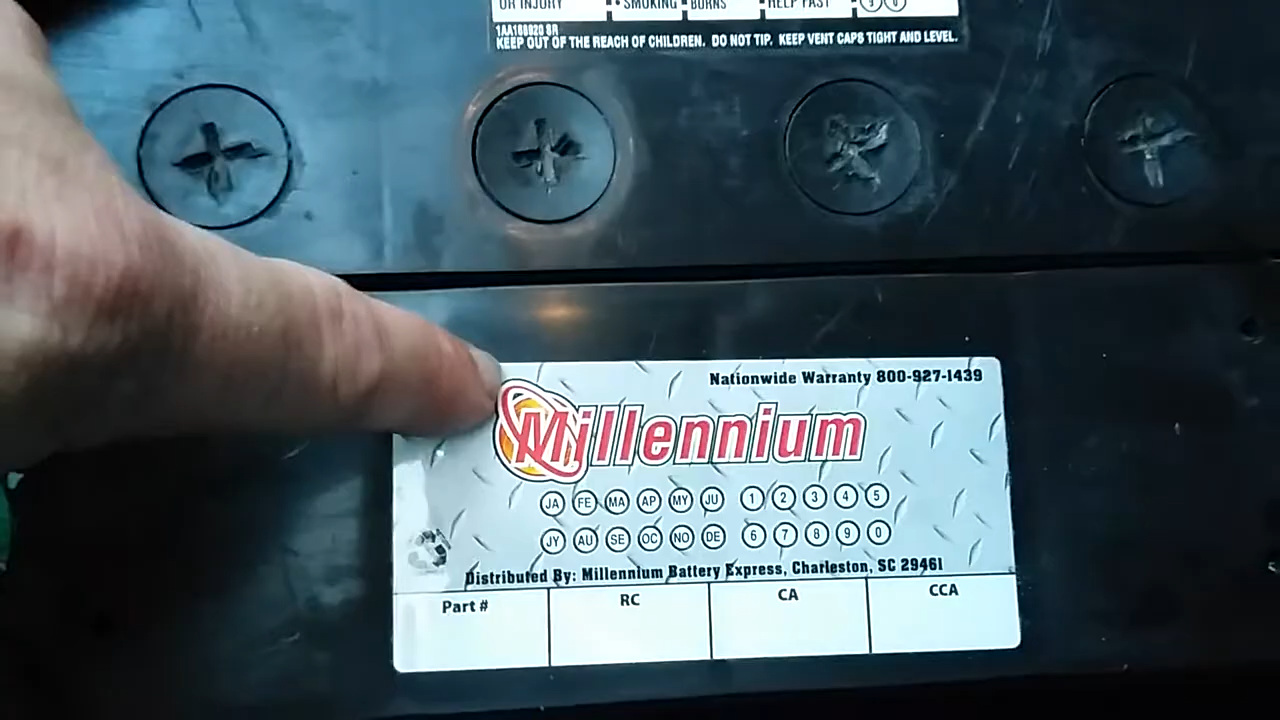 OR INJURY • SMOKING BURNS HELP FAST
1AA168920 SR
KEEP OUT OF THE REACH OF CHILDREN. DO NOT TIP. KEEP VENT CAPS TIGHT AND LEVEL.
Nationwide Warranty 800-927-1439
Millennium
JA FE MA AP MY JU 1 2 3 4 5
JY AU SE OC NO DE 6 7 8 9 0
Distributed By: Millennium Battery Express, Charleston, SC 29461
Part # RC CA CCA